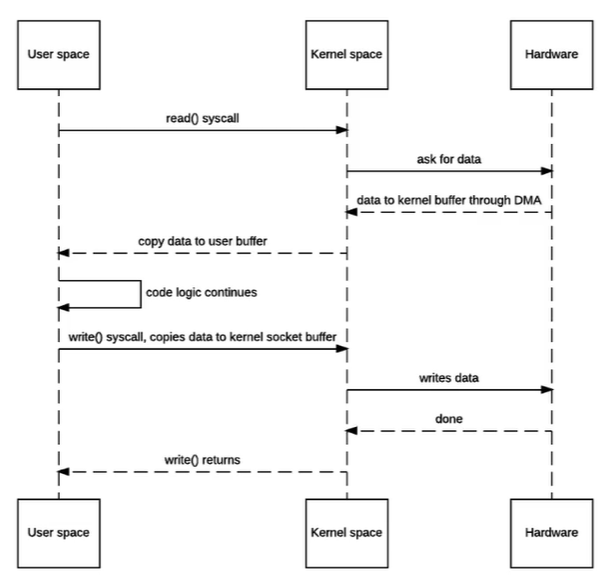 User space
Kernel space
Hardware
read() syscall
ask for data
data to kernel buffer through DMA
copy data to user buffer
code logic continues
write() syscall, copies data to kernel socket buffer
writes data
done
write() returns
User space
Kernel space
Hardware